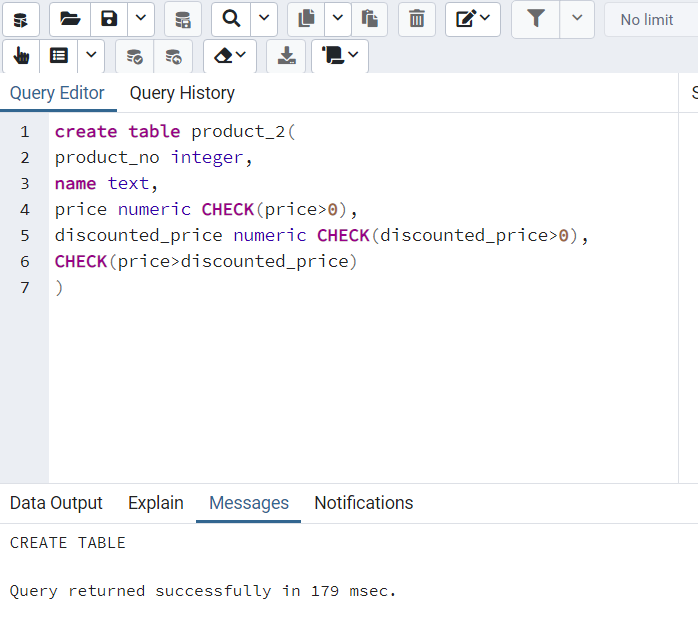 No limit
Query Editor
Query History
1 create table product_2(
2 product_no integer,
3 name text,
4 price numeric CHECK(price>0),
5 discounted_price numeric CHECK(discounted_price>0),
6 CHECK(price>discounted_price)
7 )
Data Output
Explain
Messages
Notifications
CREATE TABLE
Query returned successfully in 179 msec.